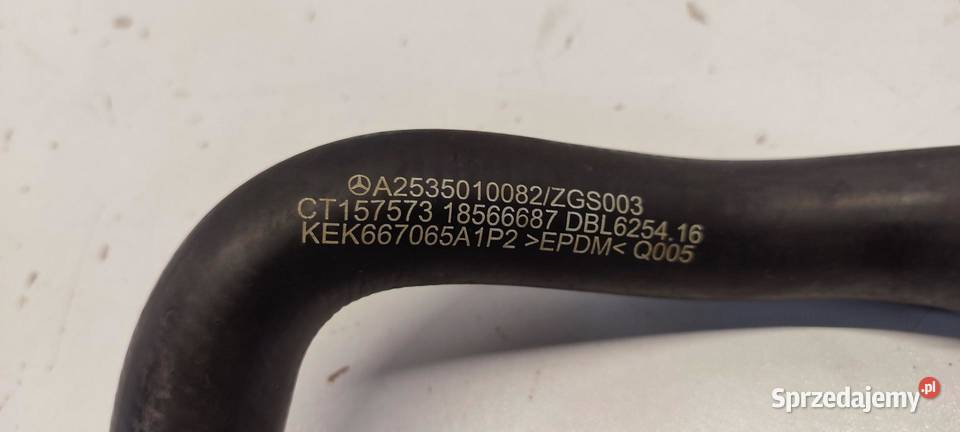 A2535010082/ZGS003
CT157573 18566687 DBL6254.16
KEK667065A1P2 >EPDM< Q005
Sprzedajemy.pl